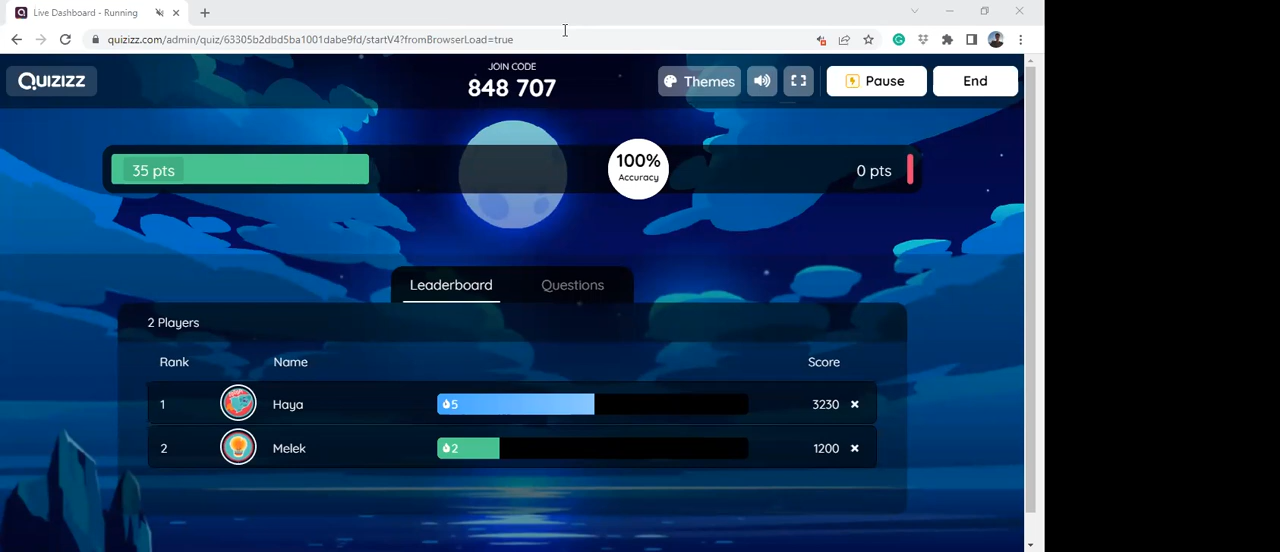 Live Dashboard - Running
quizizz.com/admin/quiz/63305b2dbd5ba1001dabe9fd/startV4?fromBrowserLoad=true
QUIZIZZ
JOIN CODE
848 707
Themes
Pause
End
35 pts
100%
Accuracy
0 pts
Leaderboard
Questions
2 Players
Rank Name Score
1 Haya 5 3230
2 Melek 2 1200